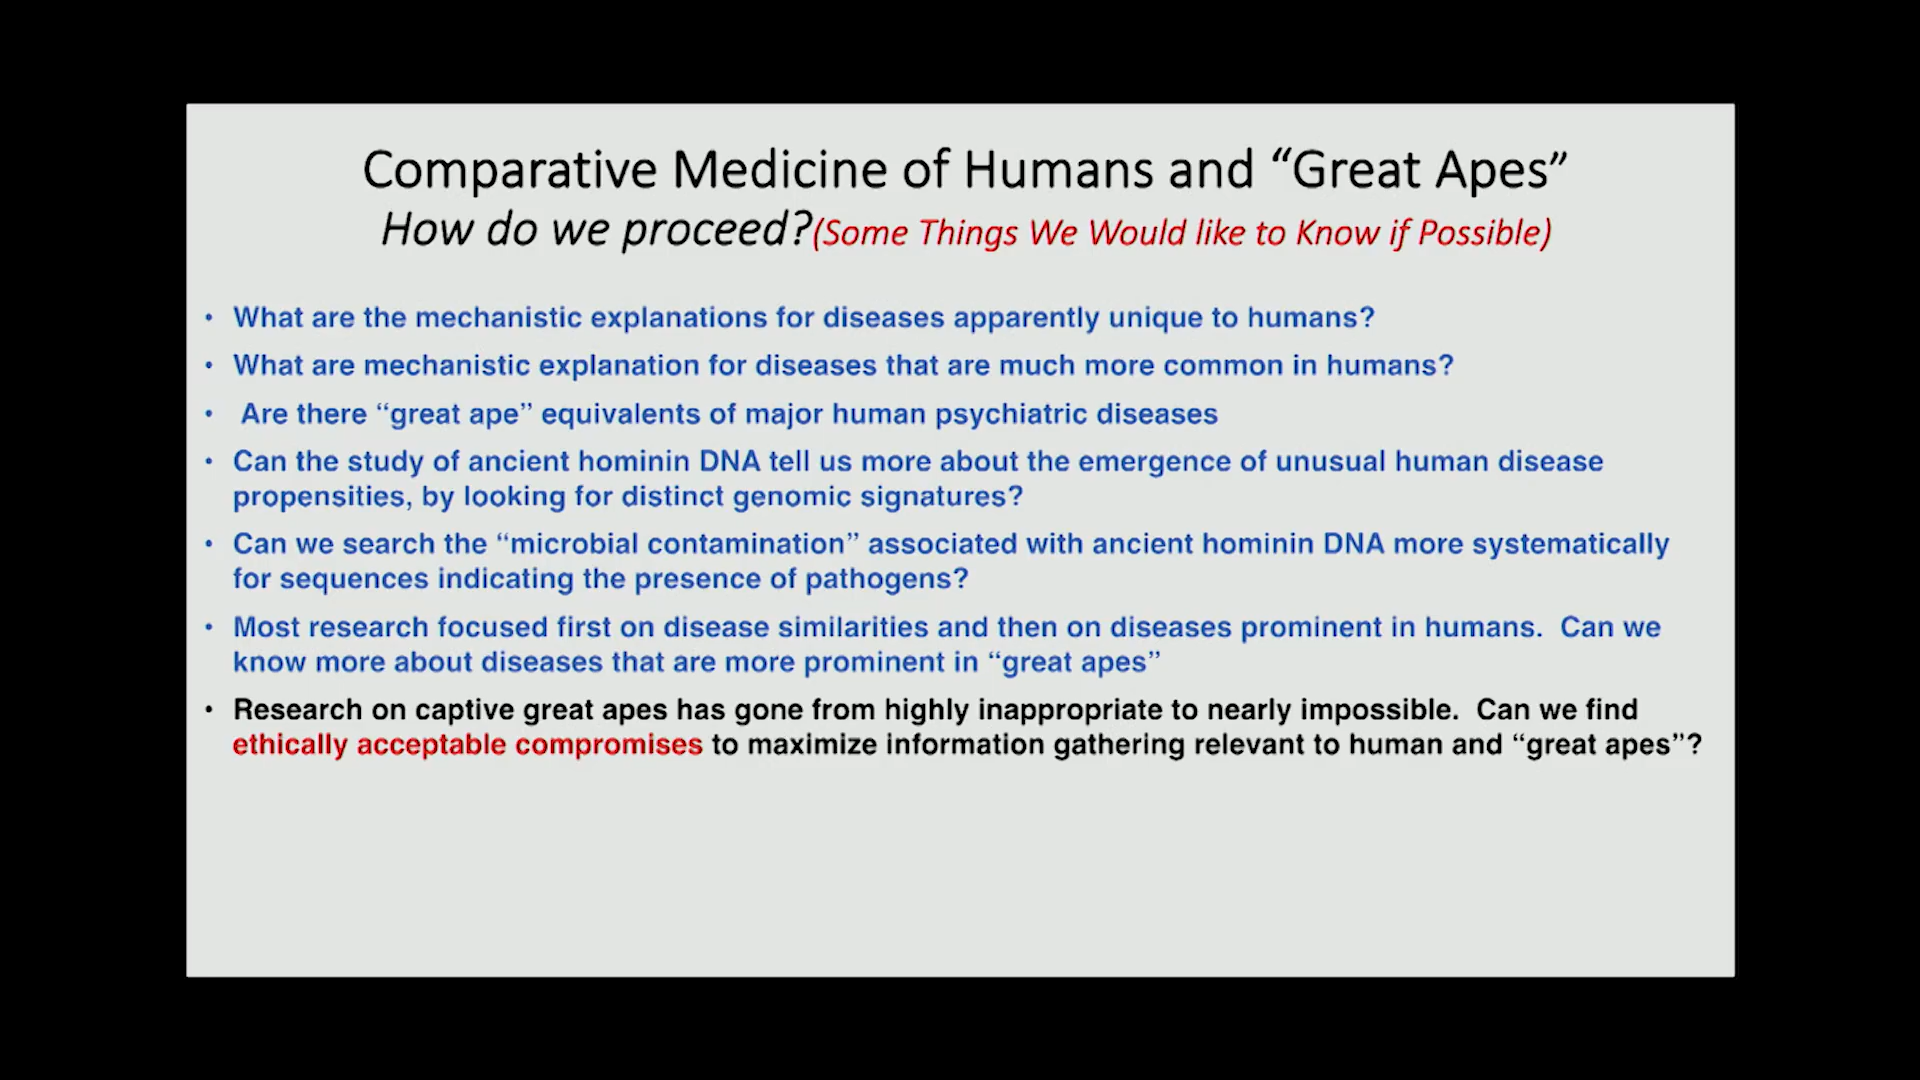 Comparative Medicine of Humans and “Great Apes”
How do we proceed?(Some Things We Would like to Know if Possible)
• What are the mechanistic explanations for diseases apparently unique to humans?
• What are mechanistic explanation for diseases that are much more common in humans?
• Are there “great ape” equivalents of major human psychiatric diseases
• Can the study of ancient hominin DNA tell us more about the emergence of unusual human disease
propensities, by looking for distinct genomic signatures?
• Can we search the “microbial contamination” associated with ancient hominin DNA more systematically
for sequences indicating the presence of pathogens?
• Most research focused first on disease similarities and then on diseases prominent in humans.  Can we
know more about diseases that are more prominent in “great apes”
• Research on captive great apes has gone from highly inappropriate to nearly impossible.  Can we find
ethically acceptable compromises to maximize information gathering relevant to human and “great apes”?